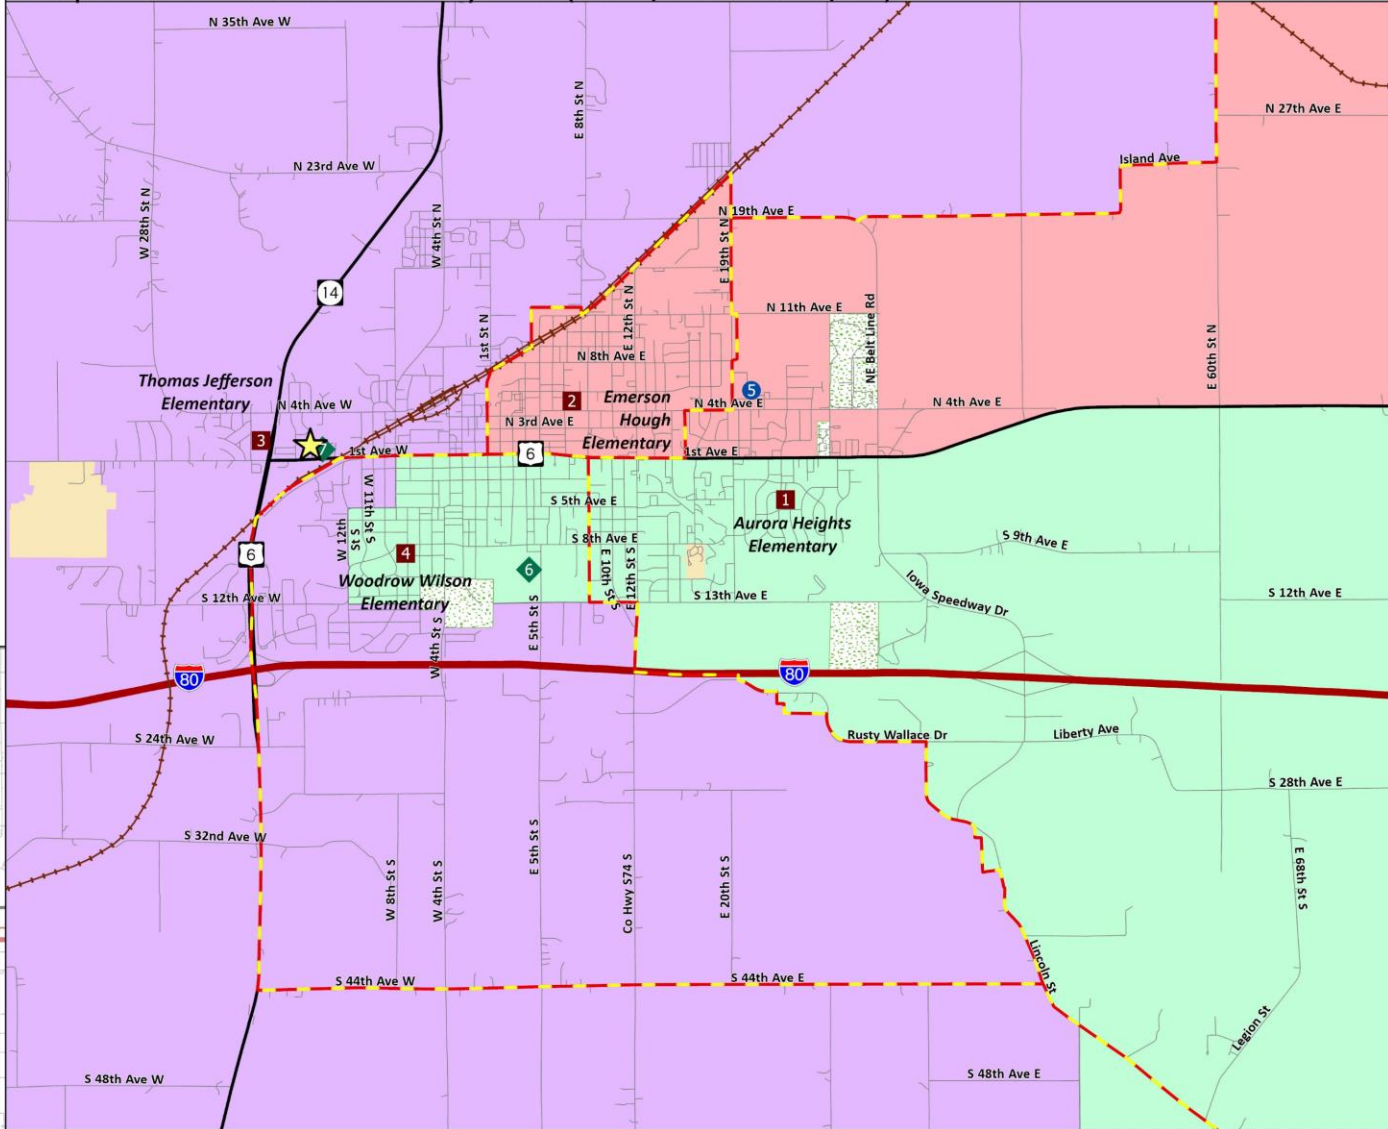 N 35th Ave W
E 8th St N
N 27th Ave E
N 23rd Ave W
Island Ave
W 28th St N
W 4th St N
N 19th Ave E
E 19th St N
14
N 11th Ave E
NE Belt Line Rd
E 12th St N
1st St N
E 60th St N
N 8th Ave E
Thomas Jefferson
Elementary
5
2
Emerson
Hough
Elementary
N 4th Ave W
N 4th Ave E
N 4th Ave E
N 3rd Ave E
3
7
1st Ave W
6
1st Ave E
W 11th St S
S 5th Ave E
1
Aurora Heights
Elementary
W 12th
St S
S 8th Ave E
S 9th Ave E
6
4
Woodrow Wilson
Elementary
6
E 10th St S
E 12th St S
S 12th Ave W
S 13th Ave E
Iowa Speedway Dr
S 12th Ave E
W 4th St S
E 5th St S
80
80
S 24th Ave W
Rusty Wallace Dr
Liberty Ave
S 28th Ave E
S 32nd Ave W
W 8th St S
W 4th St S
E 5th St S
Co Hwy S74 S
E 20th St S
E 68th St S
Lincoln St
S 44th Ave W
S 44th Ave E
Legion St
S 48th Ave W
S 48th Ave E